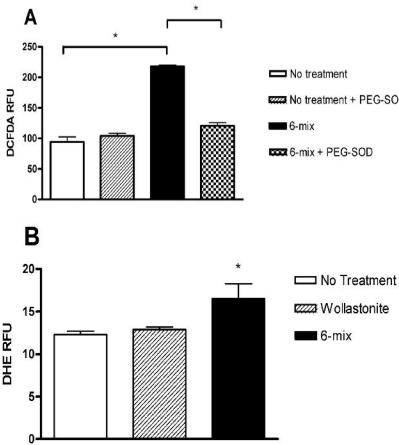 A
*
*
250
200
150
100
50
0
DCFDA RFU
No treatment
No treatment + PEG-SO
6-mix
6-mix + PEG-SOD
B
*
20
15
10
5
0
DHE RFU
No Treatment
Wollastonite
6-mix